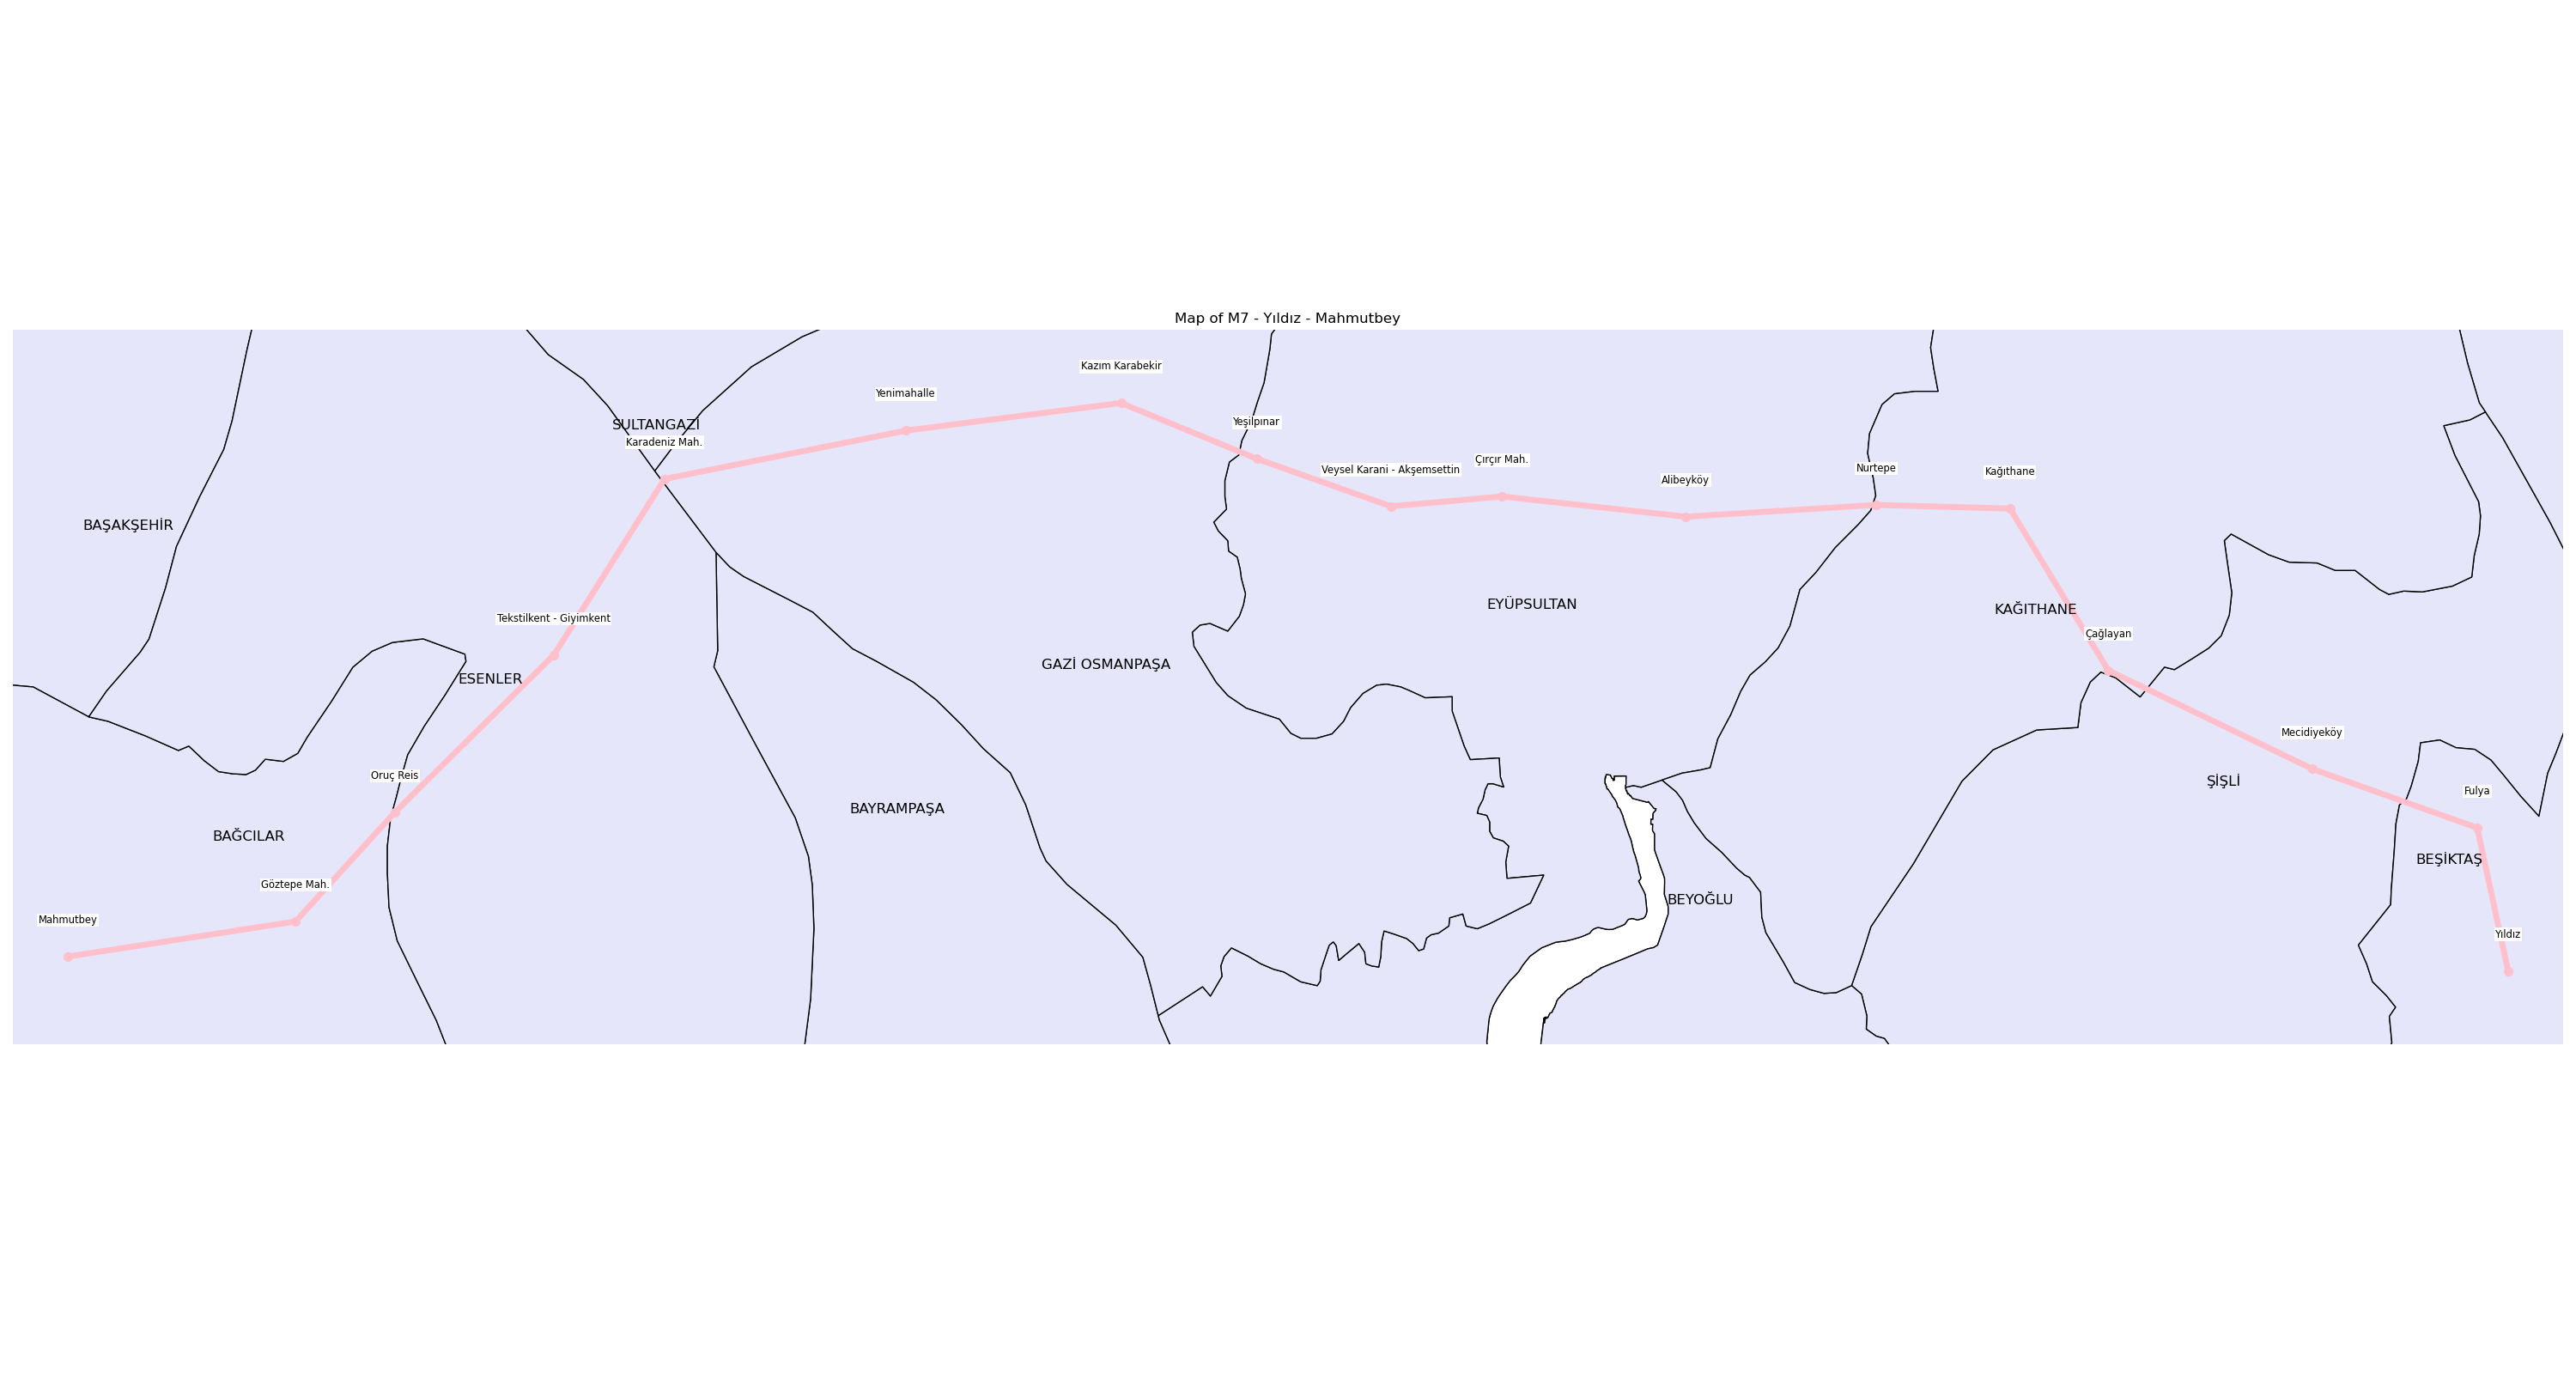 Map of M7 - Yıldız - Mahmutbey
Kazım Karabekir
Yenimahalle
Yeşilpınar
SULTANGAZİ
Karadeniz Mah.
Çırçır Mah.
Veysel Karani - Akşemsettin
Nurtepe
Kağıthane
Alibeyköy
BAŞAKŞEHİR
EYÜPSULTAN
KAĞITHANE
Tekstilkent - Giyimkent
Çağlayan
GAZİ OSMANPAŞA
ESENLER
Mecidiyeköy
Oruç Reis
ŞİŞLİ
Fulya
BAYRAMPAŞA
BAĞCILAR
BEŞİKTAŞ
Göztepe Mah.
BEYOĞLU
Mahmutbey
Yıldız